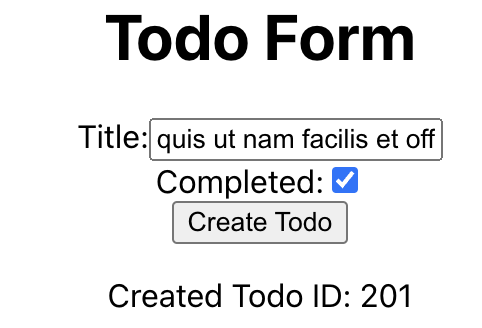 Todo Form
Title: quis ut nam facilis et off
Completed:
Create Todo
Created Todo ID: 201